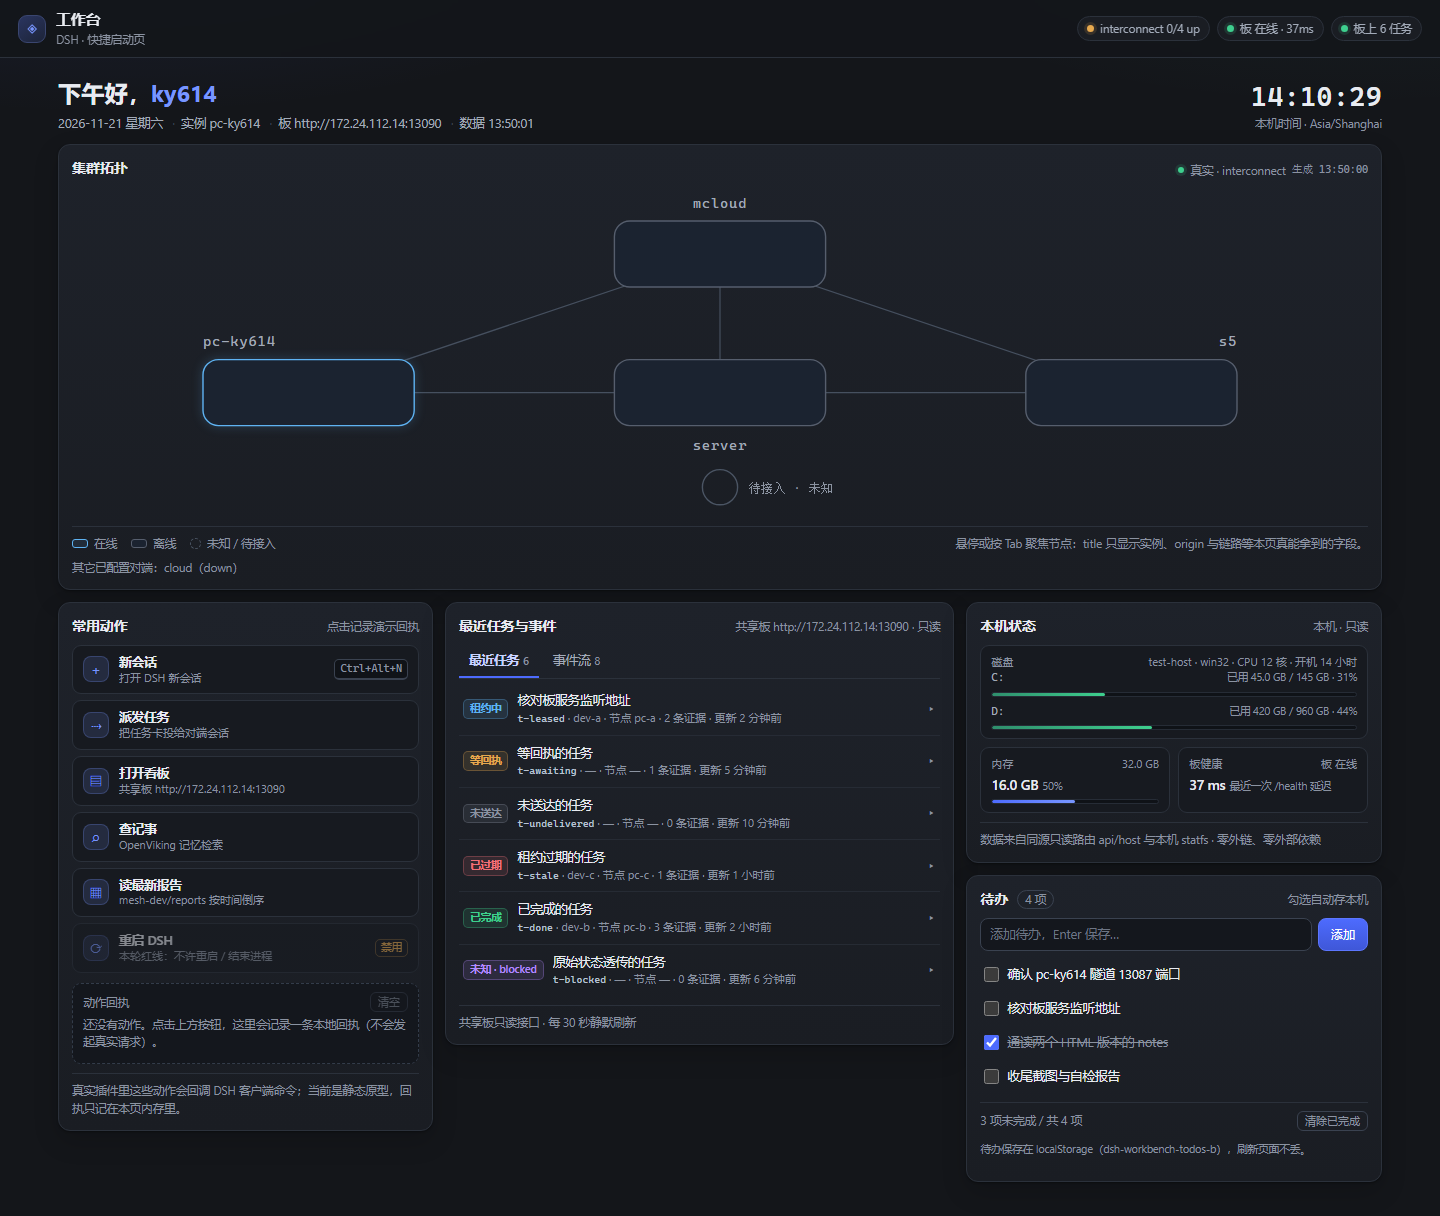 工作台
DSH · 快捷启动页
interconnect 0/4 up
板 在线 · 37ms
板上 6 任务
下午好，ky614
2026-11-21 星期六 · 实例 pc-ky614 · 板 http://172.24.112.14:13090 · 数据 13:50:01
14:10:29
本机时间 · Asia/Shanghai
集群拓扑
真实 · interconnect 生成 13:50:00
mcloud
pc-ky614
s5
server
待接入 · 未知
在线 离线 未知 / 待接入
悬停或按 Tab 聚焦节点：title 只显示实例、origin 与链路等本页真能拿到的字段。
其它已配置对端：cloud（down）
常用动作
点击记录演示回执
+
新会话
打开 DSH 新会话
Ctrl+Alt+N
→
派发任务
把任务卡投给对端会话
打开看板
共享板 http://172.24.112.14:13090
查记事
OpenViking 记忆检索
读最新报告
mesh-dev/reports 按时间倒序
重启 DSH
本轮红线：不许重启 / 结束进程
禁用
动作回执
清空
还没有动作。点击上方按钮，这里会记录一条本地回执（不会发
起真实请求）。
真实插件里这些动作会回调 DSH 客户端命令；当前是静态原型，回
执只记在本页内存里。
最近任务与事件
共享板 http://172.24.112.14:13090 · 只读
最近任务 6
事件流 8
租约中
核对板服务监听地址
t-leased · dev-a · 节点 pc-a · 2 条证据 · 更新 2 分钟前
等回执
等回执的任务
t-awaiting · — · 节点 — · 1 条证据 · 更新 5 分钟前
未送达
未送达的任务
t-undelivered · — · 节点 — · 0 条证据 · 更新 10 分钟前
已过期
租约过期的任务
t-stale · dev-c · 节点 pc-c · 1 条证据 · 更新 1 小时前
已完成
已完成的任务
t-done · dev-b · 节点 pc-b · 3 条证据 · 更新 2 小时前
未知 · blocked
原始状态透传的任务
t-blocked · — · 节点 — · 0 条证据 · 更新 6 分钟前
共享板只读接口 · 每 30 秒静默刷新
本机状态
本机 · 只读
磁盘
test-host · win32 · CPU 12 核 · 开机 14 小时
C:
已用 45.0 GB / 145 GB · 31%
D:
已用 420 GB / 960 GB · 44%
内存
32.0 GB
16.0 GB 50%
板健康
板 在线
37 ms 最近一次 /health 延迟
数据来自同源只读路由 api/host 与本机 statfs · 零外链、零外部依赖
待办 4 项
勾选自动存本机
添加待办，Enter 保存…
添加
确认 pc-ky614 隧道 13087 端口
核对板服务监听地址
通读两个 HTML 版本的 notes
收尾截图与自检报告
3 项未完成 / 共 4 项
清除已完成
待办保存在 localStorage（dsh-workbench-todos-b），刷新页面不丢。